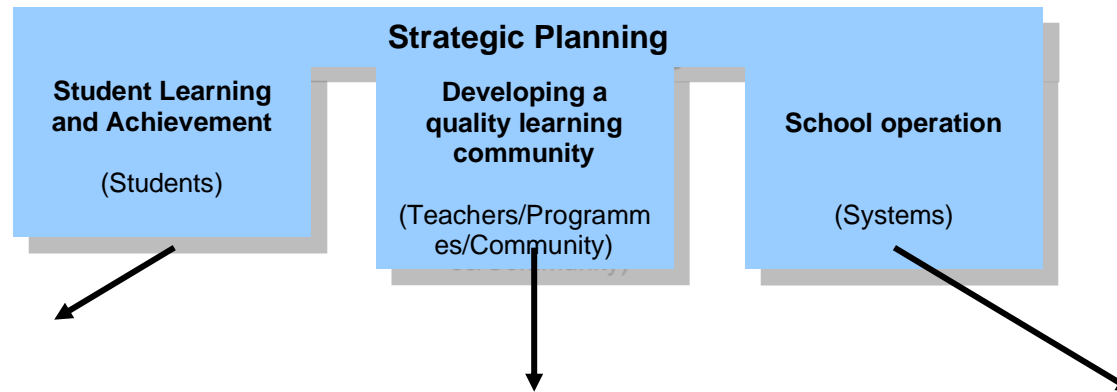 Strategic Planning
Student Learning
and Achievement
(Students)
Developing a
quality learning
community
(Teachers/Programm
es/Community)
School operation
(Systems)